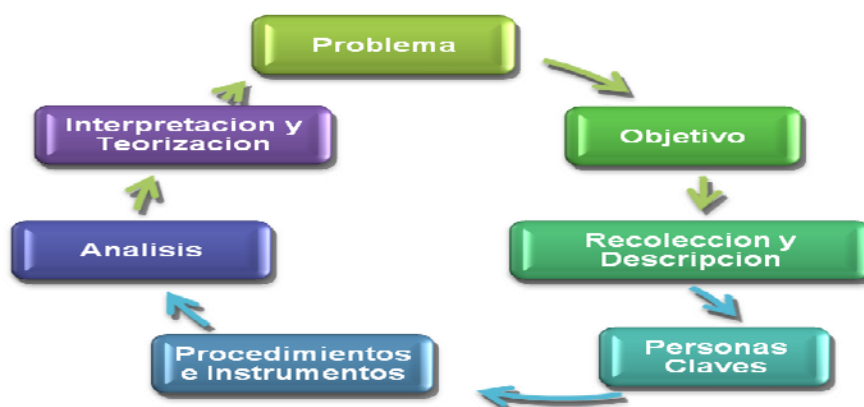 Problema
Objetivo
Recoleccion y
Descripcion
Personas
Claves
Procedimientos
e Instrumentos
Analisis
Interpretacion y
Teorizacion